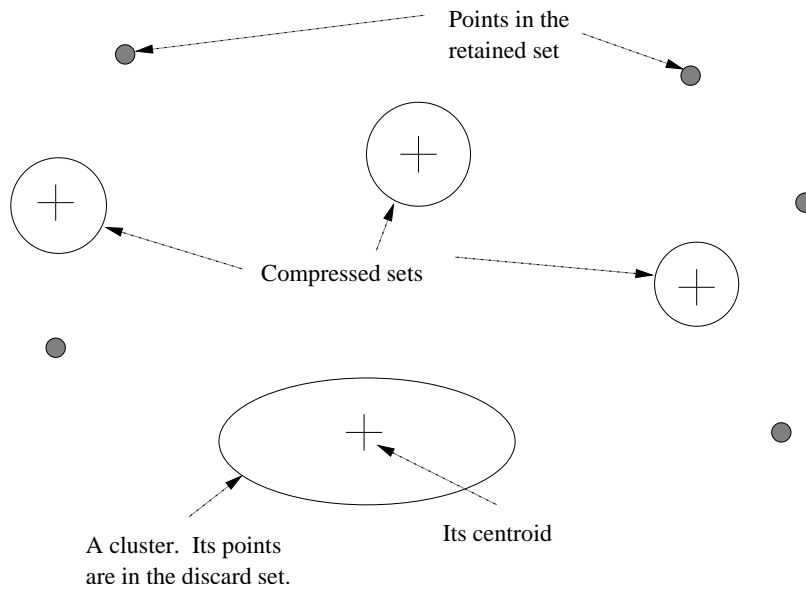 Points in the
retained set
Compressed sets
Its centroid
A cluster.  Its points
are in the discard set.